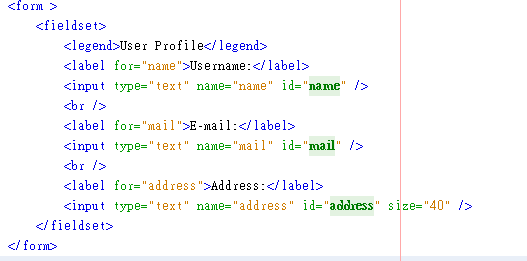 <form >
<fieldset>
<legend>User Profile</legend>
<label for="name">Username:</label>
<input type="text" name="name" id="name" />
<br />
<label for="mail">E-mail:</label>
<input type="text" name="mail" id="mail" />
<br />
<label for="address">Address:</label>
<input type="text" name="address" id="address" size="40" />
</fieldset>
</form>